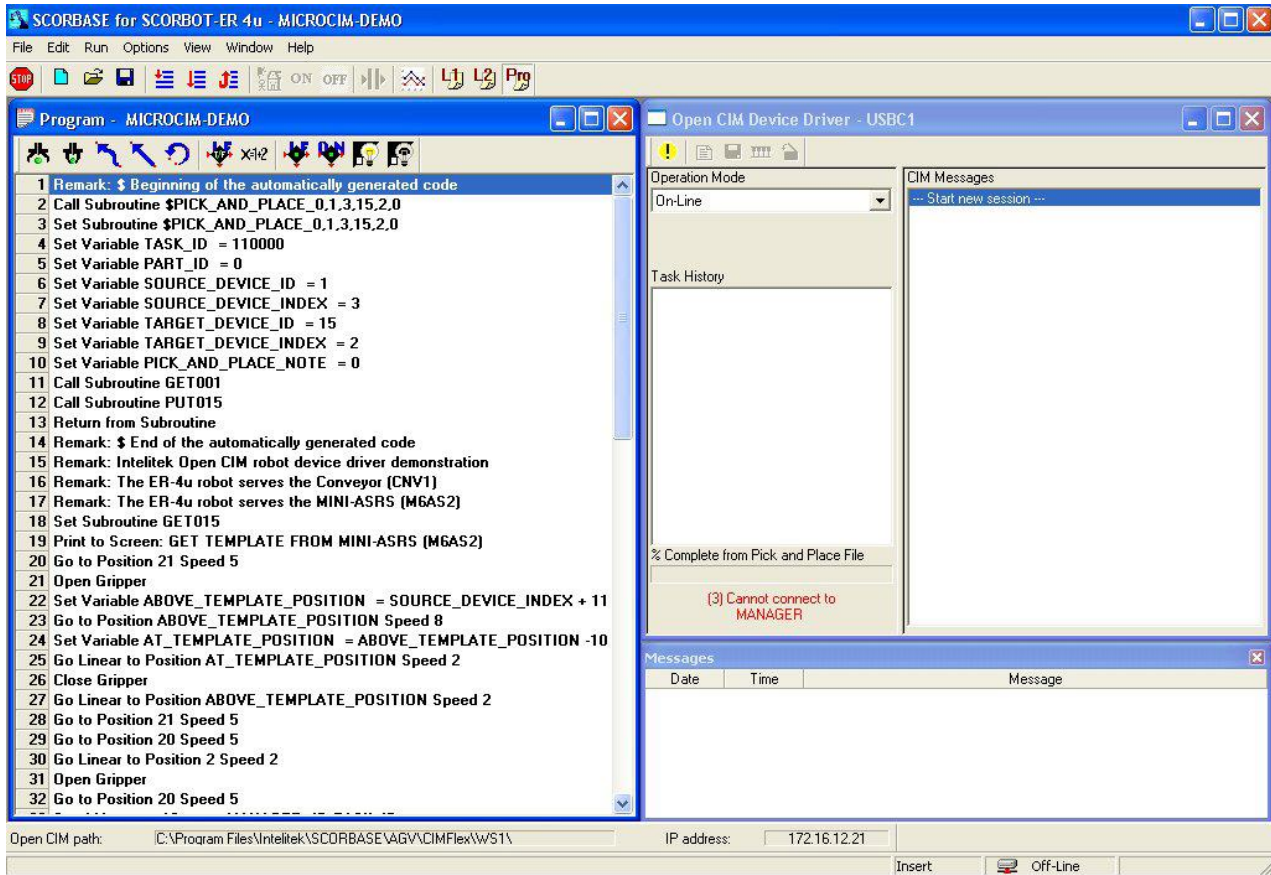 SCORBASE for SCORBOT-ER 4u - MICROCIM-DEMO
File Edit Run Options View Window Help
STOP ON OFF L1 L2 Pro
Program - MICROCIM-DEMO
1 Remark: $ Beginning of the automatically generated code
2 Call Subroutine $PICK_AND_PLACE_0,1,3,15,2,0
3 Set Subroutine $PICK_AND_PLACE_0,1,3,15,2,0
4 Set Variable TASK_ID = 110000
5 Set Variable PART_ID = 0
6 Set Variable SOURCE_DEVICE_ID = 1
7 Set Variable SOURCE_DEVICE_INDEX = 3
8 Set Variable TARGET_DEVICE_ID = 15
9 Set Variable TARGET_DEVICE_INDEX = 2
10 Set Variable PICK_AND_PLACE_NOTE = 0
11 Call Subroutine GET001
12 Call Subroutine PUT015
13 Return from Subroutine
14 Remark: $ End of the automatically generated code
15 Remark: Intelitek Open CIM robot device driver demonstration
16 Remark: The ER-4u robot serves the Conveyor (CNV1)
17 Remark: The ER-4u robot serves the MINI-ASRS (M6AS2)
18 Set Subroutine GET015
19 Print to Screen: GET TEMPLATE FROM MINI-ASRS (M6AS2)
20 Go to Position 21 Speed 5
21 Open Gripper
22 Set Variable ABOVE_TEMPLATE_POSITION = SOURCE_DEVICE_INDEX + 11
23 Go to Position ABOVE_TEMPLATE_POSITION Speed 8
24 Set Variable AT_TEMPLATE_POSITION = ABOVE_TEMPLATE_POSITION -10
25 Go Linear to Position AT_TEMPLATE_POSITION Speed 2
26 Close Gripper
27 Go Linear to Position ABOVE_TEMPLATE_POSITION Speed 2
28 Go to Position 21 Speed 5
29 Go to Position 20 Speed 5
30 Go Linear to Position 2 Speed 2
31 Open Gripper
32 Go to Position 20 Speed 5
Open CIM Device Driver - USBC1
Operation Mode
On-Line
Task History
% Complete from Pick and Place File
(3) Cannot connect to
MANAGER
CIM Messages
--- Start new session ---
Messages
Date Time Message
Open CIM path: C:\Program Files\Intelitek\SCORBASE\AGV\CIMFlex\WS1\ IP address: 172.16.12.21
Insert Off-Line